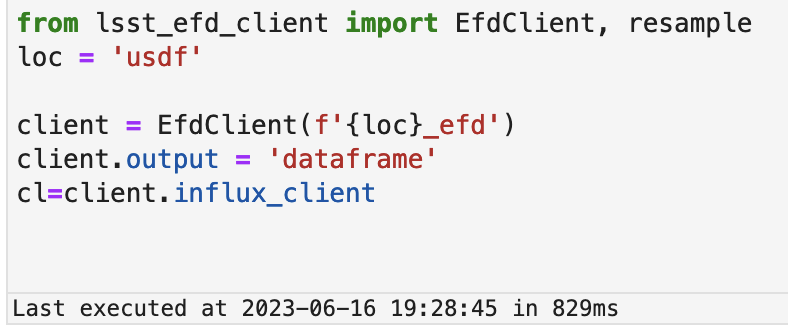 from lsst_efd_client import EfdClient, resample
loc = 'usdf'
client = EfdClient(f'{loc}_efd')
client.output = 'dataframe'
cl=client.influx_client
Last executed at 2023-06-16 19:28:45 in 829ms